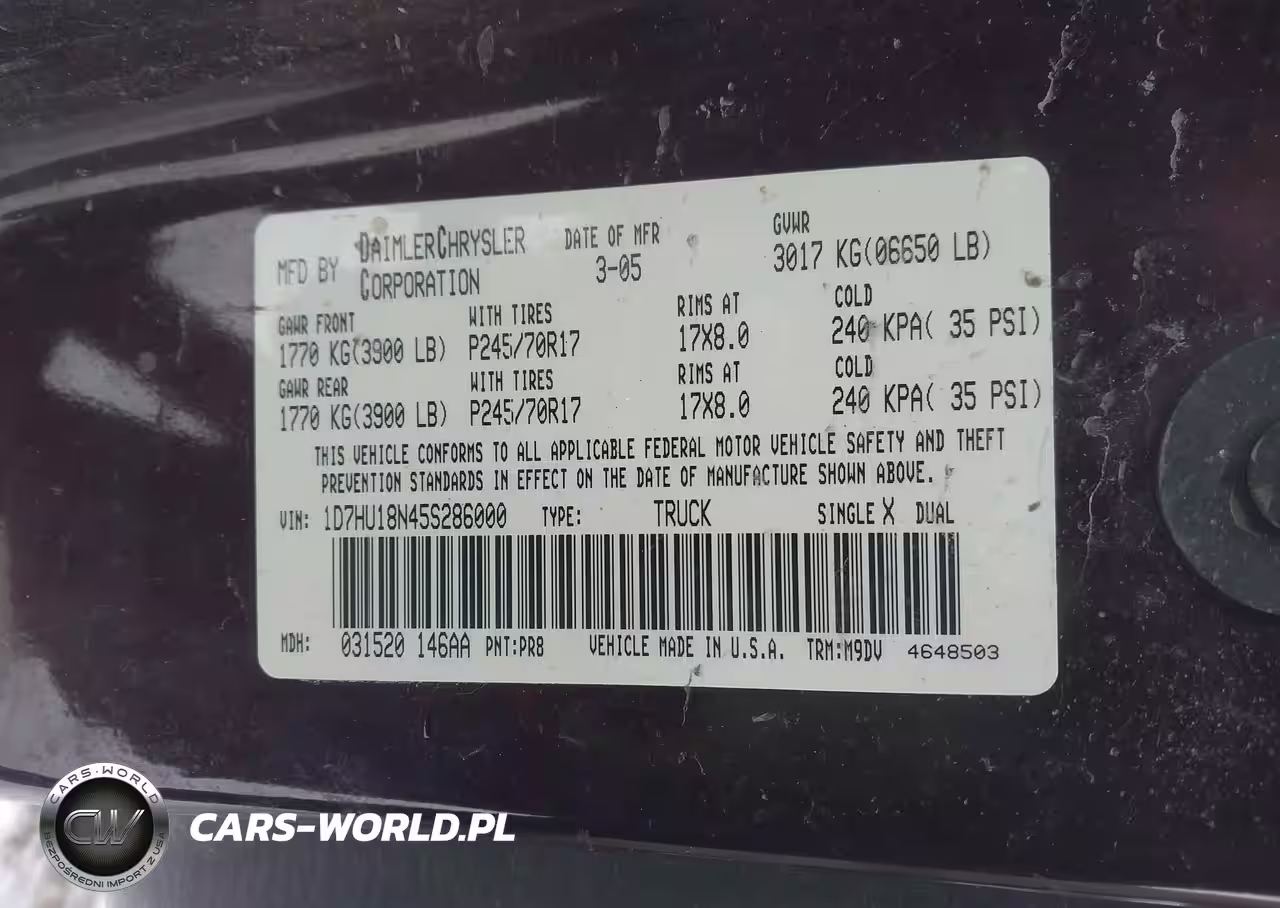 MFD BY DAIMLERCHRYSLER CORPORATION DATE OF MFR 3-05 GVWR 3017 KG(06650 LB)
GAWR FRONT WITH TIRES RIMS AT COLD
1770 KG(3900 LB) P245/70R17 17X8.0 240 KPA( 35 PSI)
GAWR REAR WITH TIRES RIMS AT COLD
1770 KG(3900 LB) P245/70R17 17X8.0 240 KPA( 35 PSI)
THIS VEHICLE CONFORMS TO ALL APPLICABLE FEDERAL MOTOR VEHICLE SAFETY AND THEFT
PREVENTION STANDARDS IN EFFECT ON THE DATE OF MANUFACTURE SHOWN ABOVE.
VIN: 1D7HU18N45S286000 TYPE: TRUCK SINGLE X DUAL
MDH: 031520 146AA PNT:PR8 VEHICLE MADE IN U.S.A. TRM:M9DV 4648503
CARS-WORLD
CW
BEZPOŚREDNI IMPORT Z USA
CARS-WORLD.PL